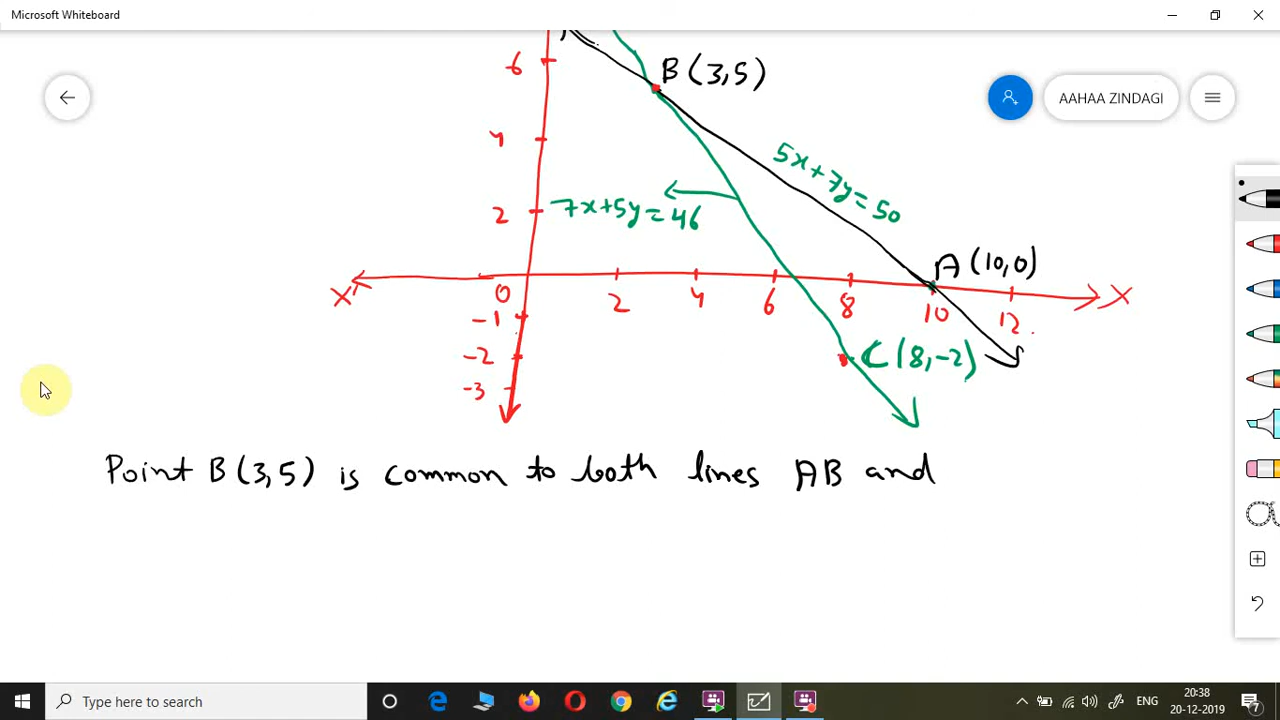 Microsoft Whiteboard
6
B (3,5)
AAHAA ZINDAGI
4
5x+7y=50
2
7x+5y=46
A (10,0)
X'
0
2
4
6
8
10
12
X
-1
-2
C (8,-2)
-3
Point B (3,5) is common to both lines AB and
Type here to search
ENG
20:38
20-12-2019
7